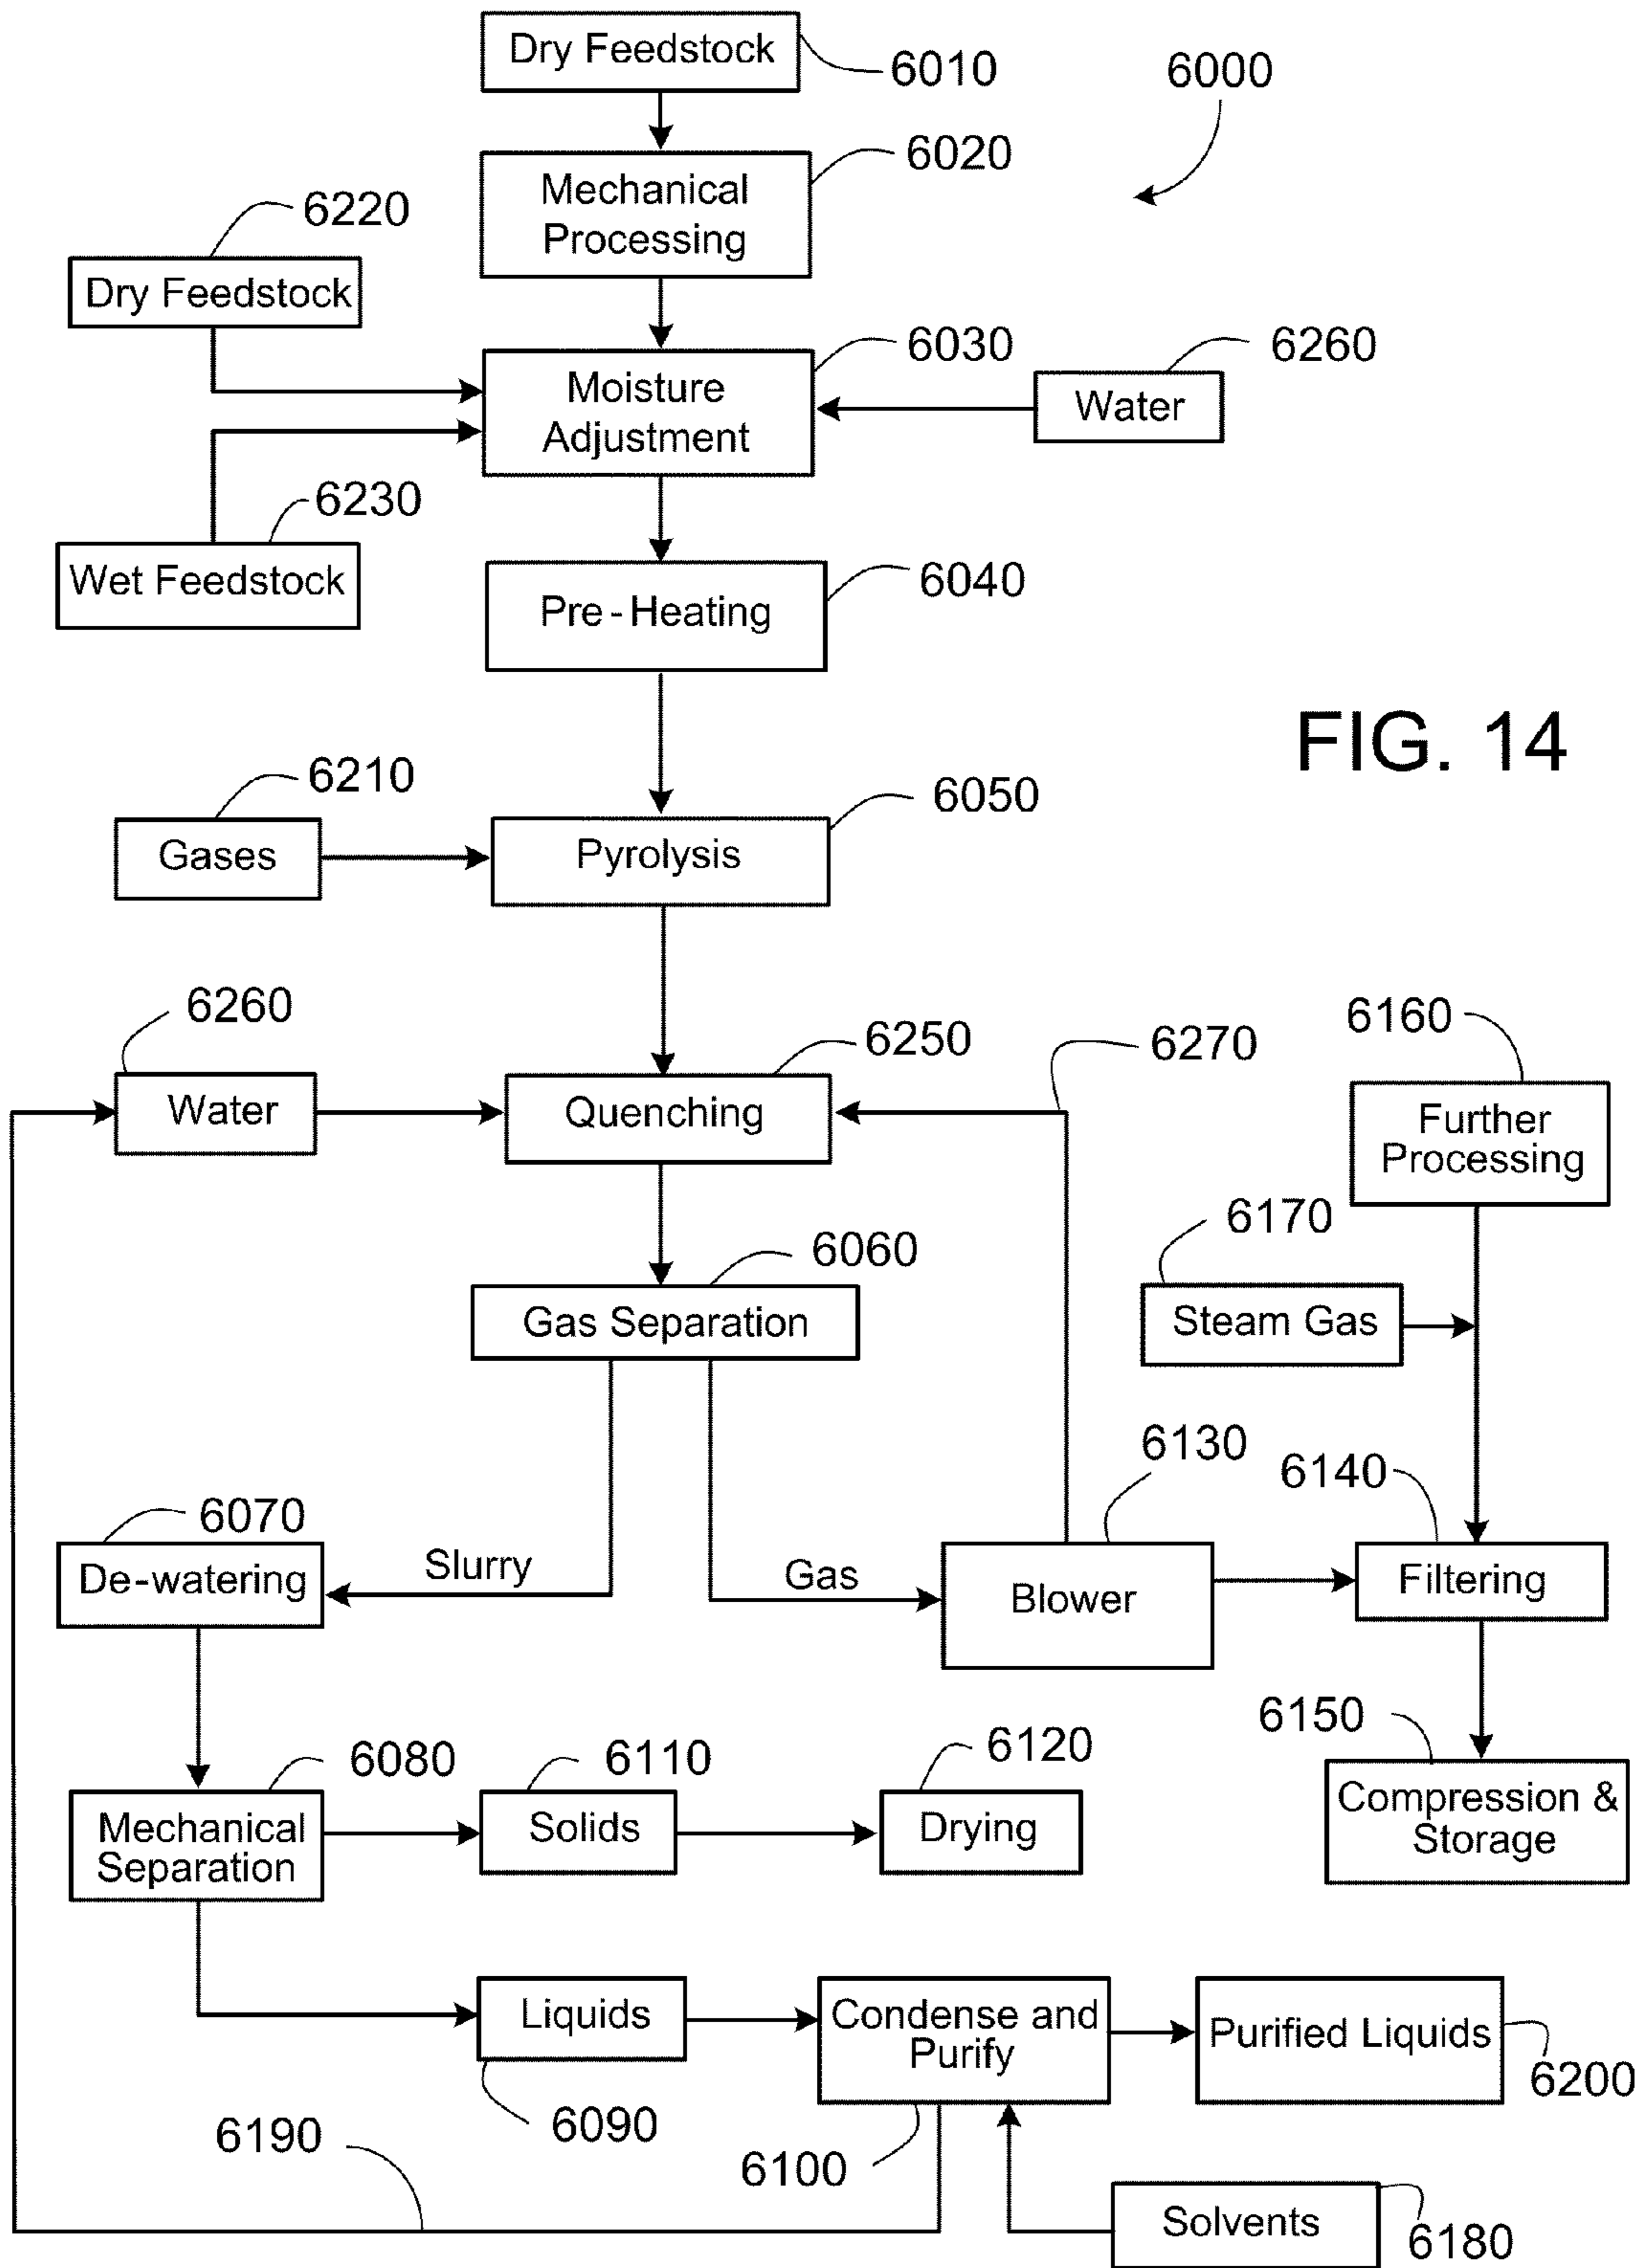 Dry Feedstock
6010
6000
6020
Mechanical
Processing
6220
Dry Feedstock
6030
6260
Moisture
Adjustment
Water
6230
Wet Feedstock
6040
Pre-Heating
FIG. 14
6210
6050
Gases
Pyrolysis
6260
6250
6270
6160
Water
Quenching
Further
Processing
6170
6060
Steam Gas
Gas Separation
6130
6140
6070
De-watering
Slurry
Gas
Blower
Filtering
6150
6080
6110
6120
Compression &
Storage
Mechanical
Separation
Solids
Drying
Liquids
Condense and
Purify
Purified Liquids
6200
6090
6190
6100
Solvents
6180